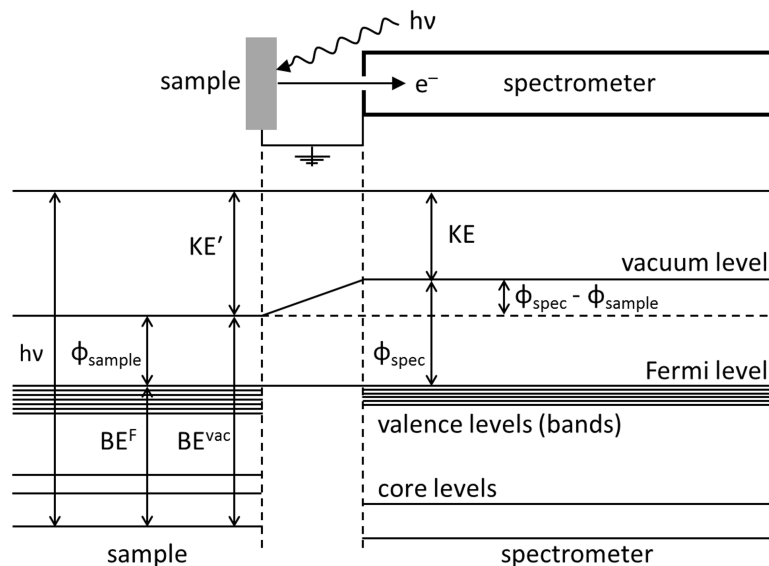 hν
sample
e⁻
spectrometer
KE′
KE
vacuum level
ϕspec - ϕsample
hν
ϕsample
ϕspec
Fermi level
BEᶠ
BEᵛᵃᶜ
valence levels (bands)
core levels
sample
spectrometer